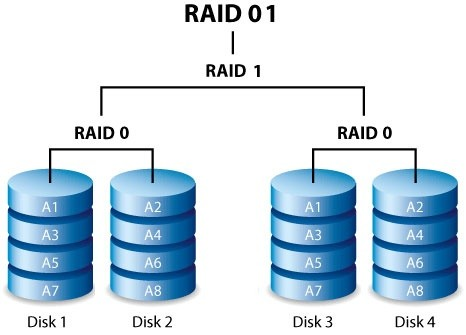 RAID 01
RAID 1
RAID 0 RAID 0
A1 A2 A1 A2
A3 A4 A3 A4
A5 A6 A5 A6
A7 A8 A7 A8
Disk 1 Disk 2 Disk 3 Disk 4